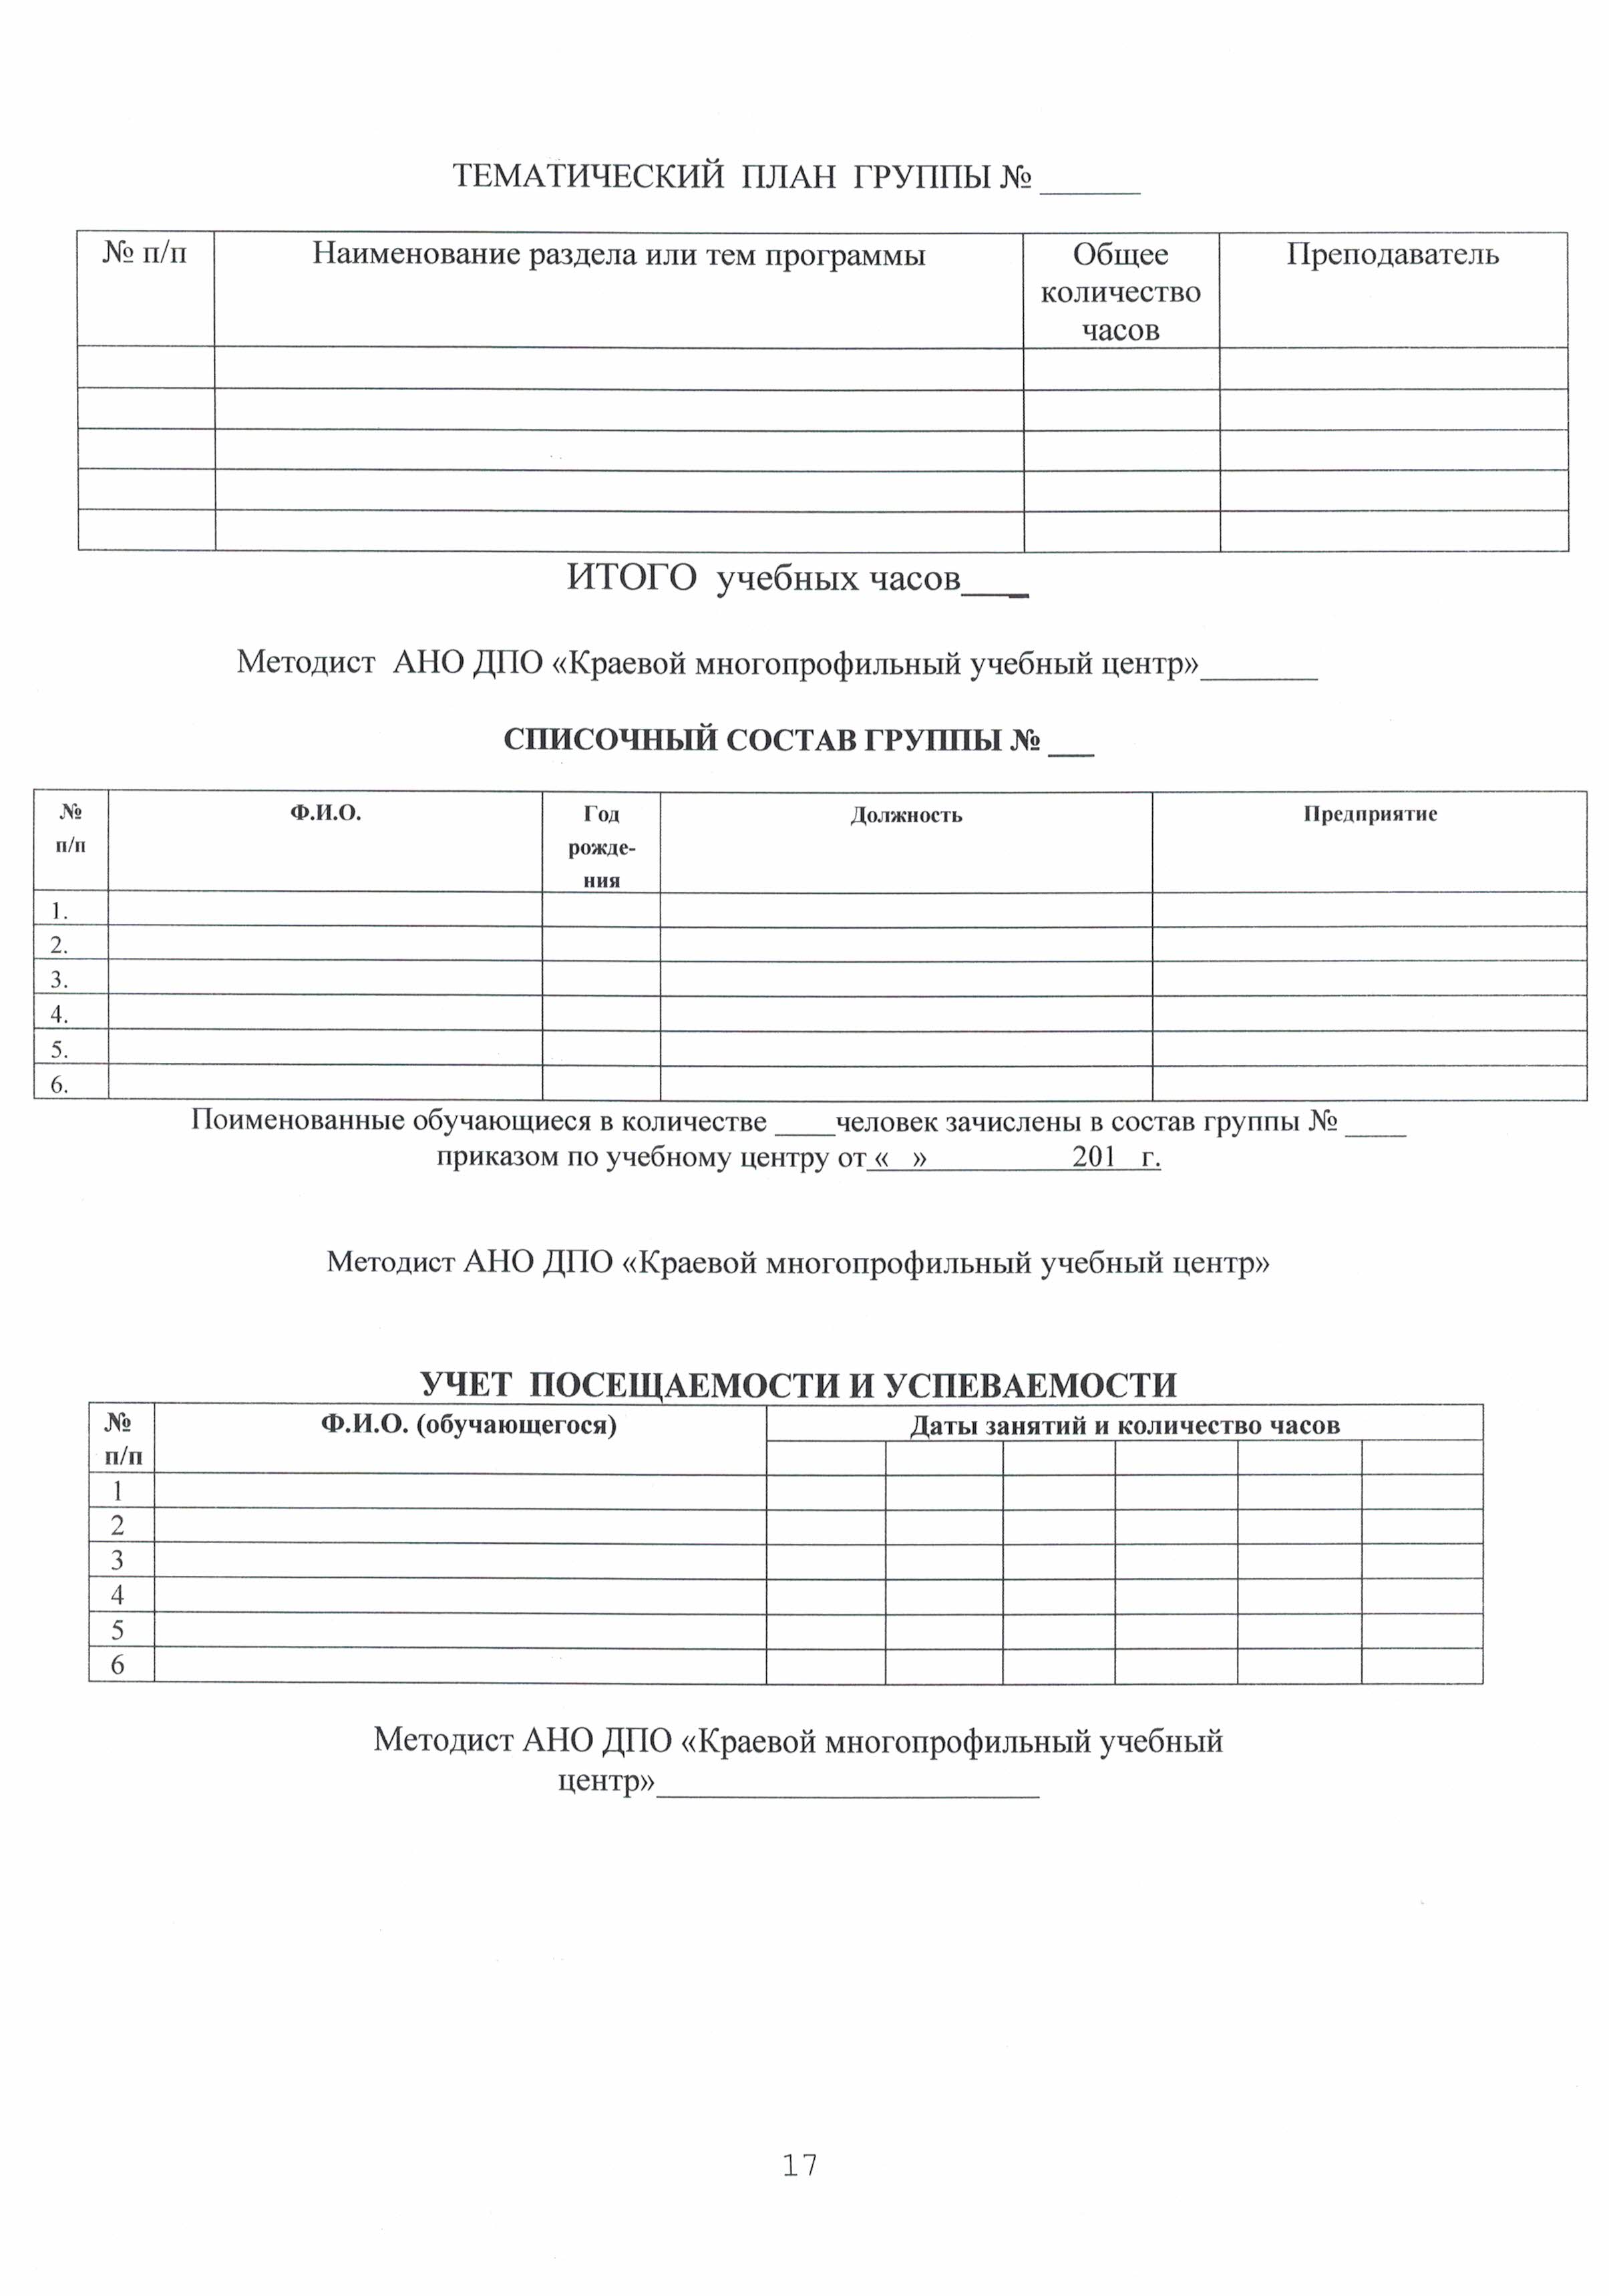 ТЕМАТИЧЕСКИЙ ПЛАН ГРУППЫ № ______
№ п/п Наименование раздела или тем программы Общее количество часов Преподаватель
ИТОГО учебных часов____
Методист АНО ДПО «Краевой многопрофильный учебный центр»_______
СПИСОЧНЫЙ СОСТАВ ГРУППЫ № ___
№ п/п Ф.И.О. Год рожде-ния Должность Предприятие
1.
2.
3.
4.
5.
6.
Поименованные обучающиеся в количестве ____человек зачислены в состав группы № ____
приказом по учебному центру от « » 201 г.
Методист АНО ДПО «Краевой многопрофильный учебный центр»
УЧЕТ ПОСЕЩАЕМОСТИ И УСПЕВАЕМОСТИ
№ п/п Ф.И.О. (обучающегося) Даты занятий и количество часов
1
2
3
4
5
6
Методист АНО ДПО «Краевой многопрофильный учебный
центр»_______________________
17